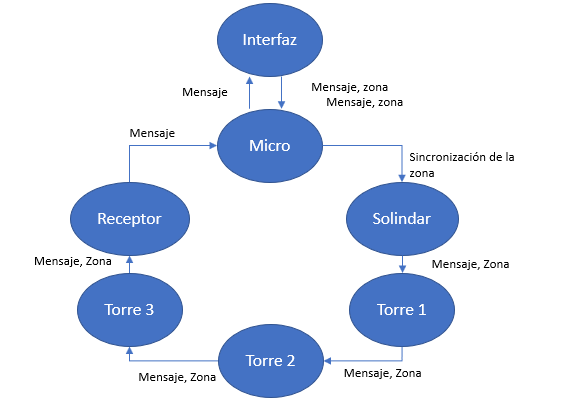 Interfaz
Mensaje
Mensaje, zona
Mensaje, zona
Mensaje
Micro
Sincronización de la
zona
Receptor
Solindar
Mensaje, Zona
Mensaje, Zona
Torre 3
Torre 1
Torre 2
Mensaje, Zona
Mensaje, Zona